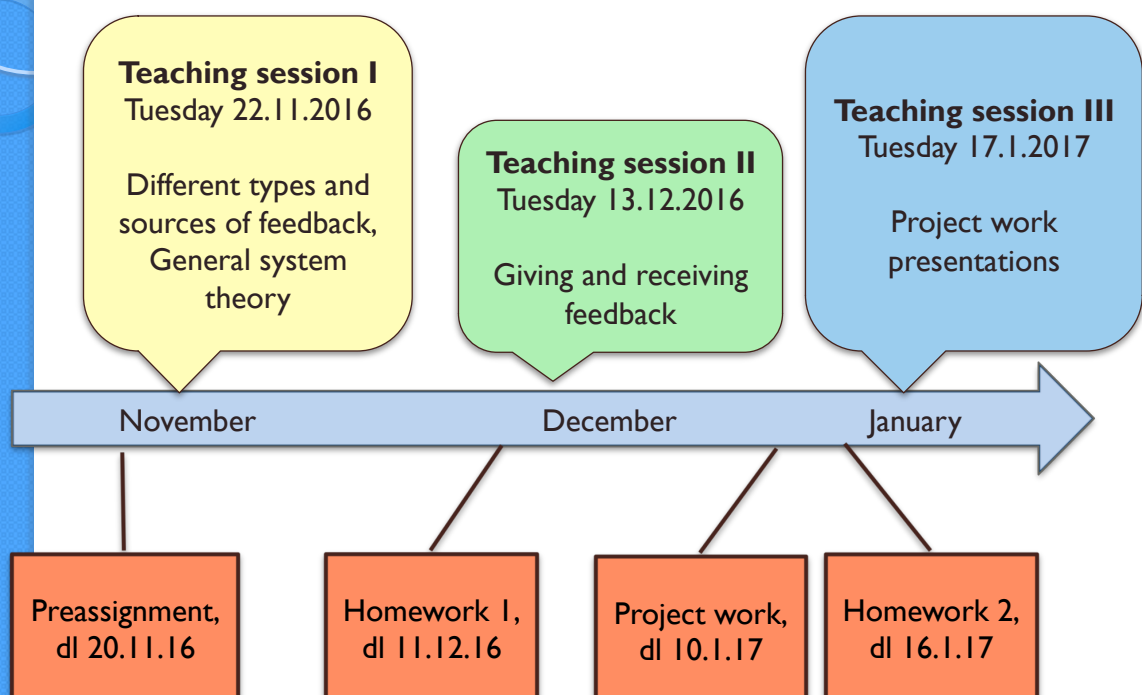 Teaching session I
Tuesday 22.11.2016
Different types and
sources of feedback,
General system
theory
Teaching session II
Tuesday 13.12.2016
Giving and receiving
feedback
Teaching session III
Tuesday 17.1.2017
Project work
presentations
November
December
January
Preassignment,
dl 20.11.16
Homework 1,
dl 11.12.16
Project work,
dl 10.1.17
Homework 2,
dl 16.1.17